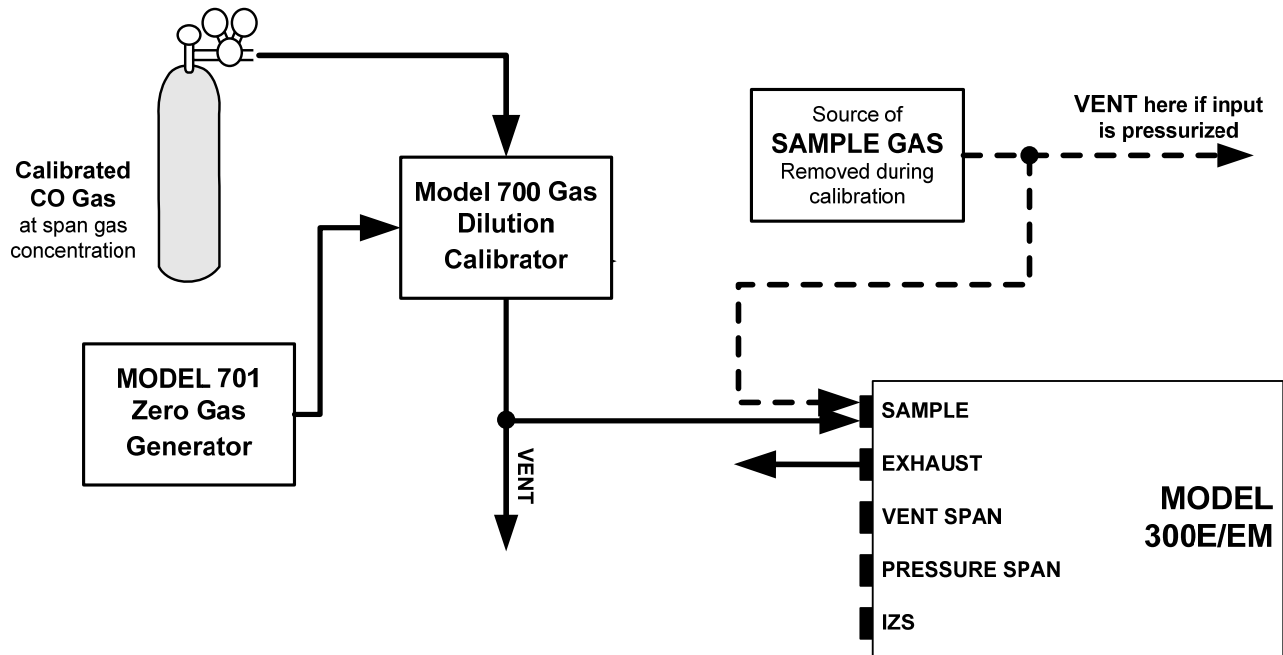 Calibrated
CO Gas
at span gas
concentration
MODEL 701
Zero Gas
Generator
Model 700 Gas
Dilution
Calibrator
VENT
Source of
SAMPLE GAS
Removed during
calibration
VENT here if input
is pressurized
SAMPLE
EXHAUST
VENT SPAN
PRESSURE SPAN
IZS
MODEL
300E/EM